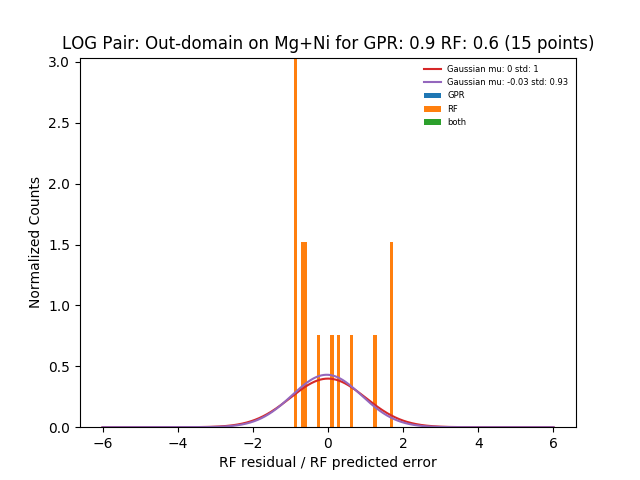 LOG Pair: Out-domain on Mg+Ni for GPR: 0.9 RF: 0.6 (15 points)
Gaussian mu: 0 std: 1
Gaussian mu: -0.03 std: 0.93
GPR
RF
both
Normalized Counts
3.0
2.5
2.0
1.5
1.0
0.5
0.0
−6 −4 −2 0 2 4 6
RF residual / RF predicted error